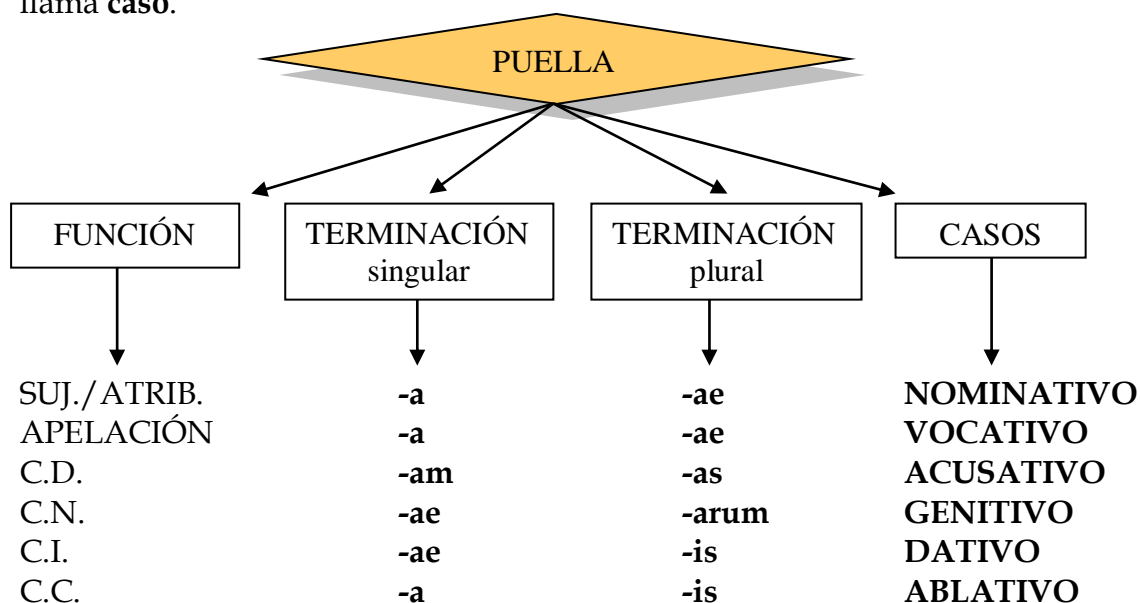 llama caso.
PUELLA
FUNCIÓN TERMINACIÓN TERMINACIÓN CASOS
singular plural
SUJ./ATRIB. -a -ae NOMINATIVO
APELACIÓN -a -ae VOCATIVO
C.D. -am -as ACUSATIVO
C.N. -ae -arum GENITIVO
C.I. -ae -is DATIVO
C.C. -a -is ABLATIVO